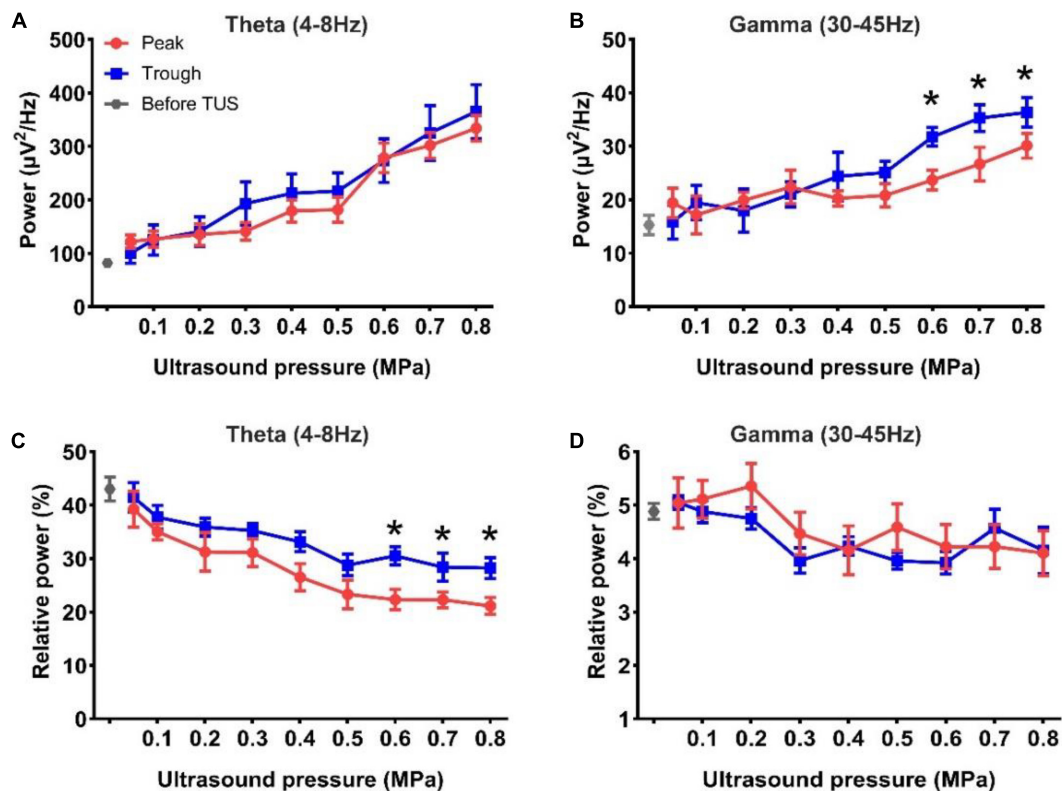 A
Theta (4-8Hz)
Power (µV²/Hz)
500
400
300
200
100
0
Peak
Trough
Before TUS
0.1 0.2 0.3 0.4 0.5 0.6 0.7 0.8
Ultrasound pressure (MPa)
B
Gamma (30-45Hz)
Power (µV²/Hz)
50
40
30
20
10
0
* * *
0.1 0.2 0.3 0.4 0.5 0.6 0.7 0.8
Ultrasound pressure (MPa)
C
Theta (4-8Hz)
Relative power (%)
50
40
30
20
10
0
* * *
0.1 0.2 0.3 0.4 0.5 0.6 0.7 0.8
Ultrasound pressure (MPa)
D
Gamma (30-45Hz)
Relative power (%)
6
5
4
3
2
1
0.1 0.2 0.3 0.4 0.5 0.6 0.7 0.8
Ultrasound pressure (MPa)